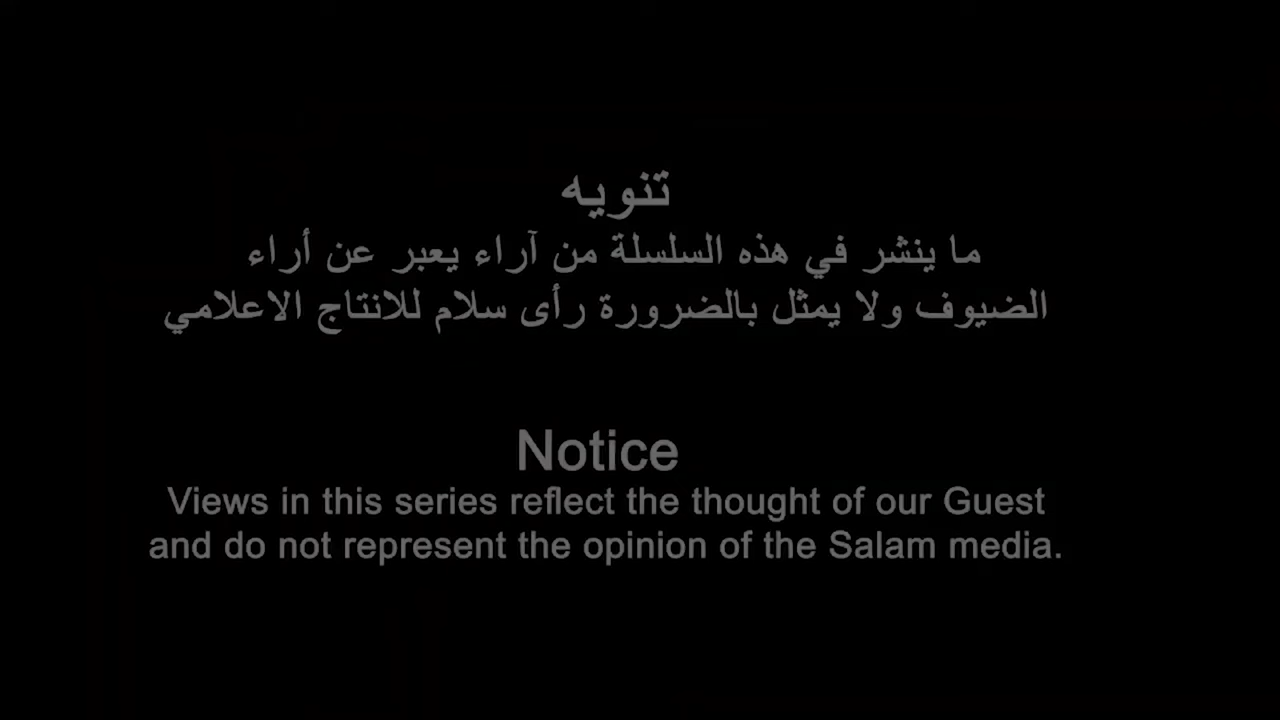 تنويه
ما ينشر في هذه السلسلة من آراء يعبر عن أراء
الضيوف ولا يمثل بالضرورة رأى سلام للانتاج الاعلامي
Notice
Views in this series reflect the thought of our Guest
and do not represent the opinion of the Salam media.